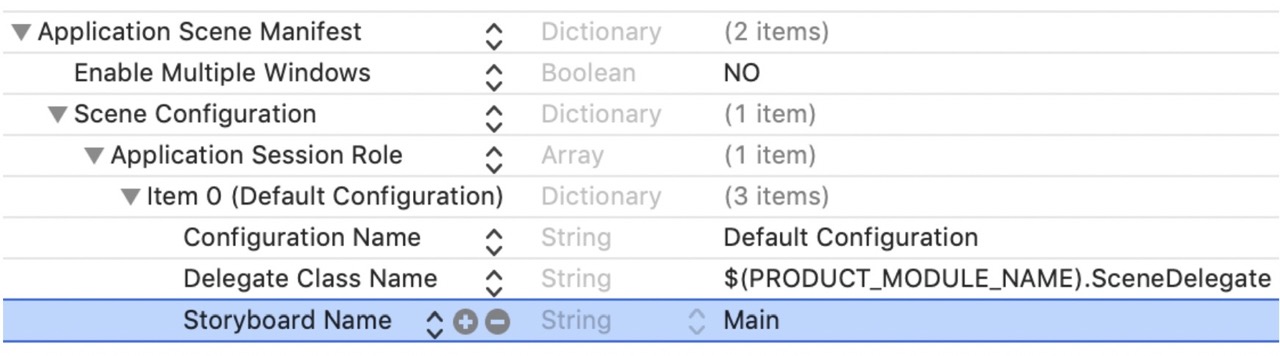 Application Scene Manifest Dictionary (2 items)
Enable Multiple Windows Boolean NO
Scene Configuration Dictionary (1 item)
Application Session Role Array (1 item)
Item 0 (Default Configuration) Dictionary (3 items)
Configuration Name String Default Configuration
Delegate Class Name String $(PRODUCT_MODULE_NAME).SceneDelegate
Storyboard Name String Main